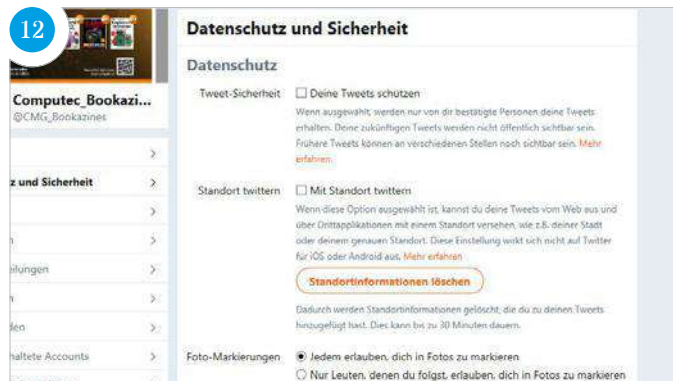 12
Computec_Bookazi...
@CMG_Bookazines
z und Sicherheit
eilungen
haltete Accounts
Datenschutz und Sicherheit
Datenschutz
Tweet-Sicherheit
Deine Tweets schützen
Wenn ausgewählt, werden nur von dir bestätigte Personen deine Tweets
erhalten. Deine zukünftigen Tweets werden nicht öffentlich sichtbar sein.
Frühere Tweets können an verschiedenen Stellen noch sichtbar sein. Mehr
erfahren.
Standort twittern
Mit Standort twittern
Wenn diese Option ausgewählt ist, kannst du deine Tweets vom Web aus und
über Drittapplikationen mit einem Standort versehen, wie z.B. deiner Stadt
oder deinem genauen Standort. Diese Einstellung wirkt sich nicht auf Twitter
für iOS oder Android aus. Mehr erfahren
Standortinformationen löschen
Dadurch werden Standortinformationen gelöscht, die du zu deinen Tweets
hinzugefügt hast. Dies kann bis zu 30 Minuten dauern.
Foto-Markierungen
Jedem erlauben, dich in Fotos zu markieren
Nur Leuten, denen du folgst, erlauben, dich in Fotos zu markieren